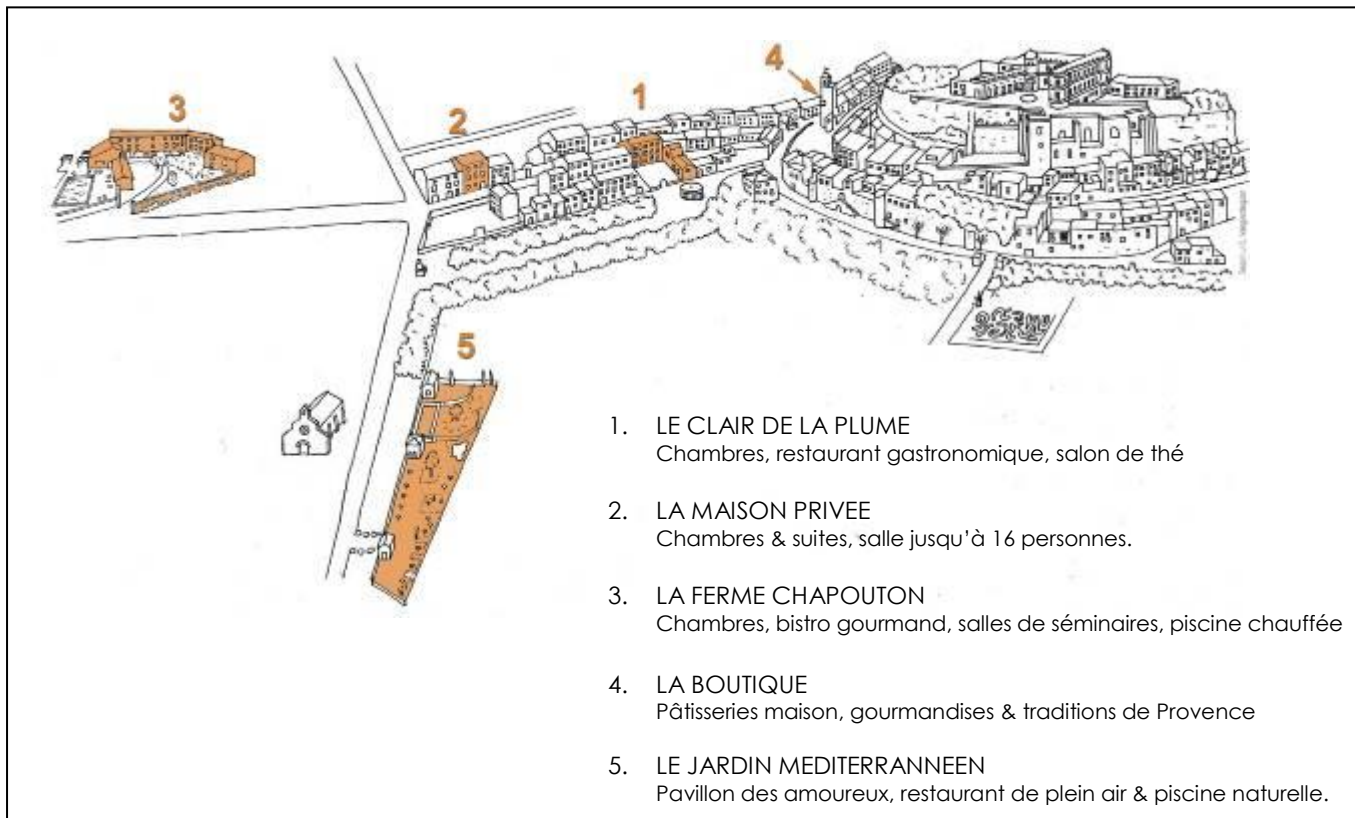 4
3
1
2
5
1. LE CLAIR DE LA PLUME
Chambres, restaurant gastronomique, salon de thé
2. LA MAISON PRIVEE
Chambres & suites, salle jusqu'à 16 personnes.
3. LA FERME CHAPOUTON
Chambres, bistro gourmand, salles de séminaires, piscine chauffée
4. LA BOUTIQUE
Pâtisseries maison, gourmandises & traditions de Provence
5. LE JARDIN MEDITERRANNEEN
Pavillon des amoureux, restaurant de plein air & piscine naturelle.